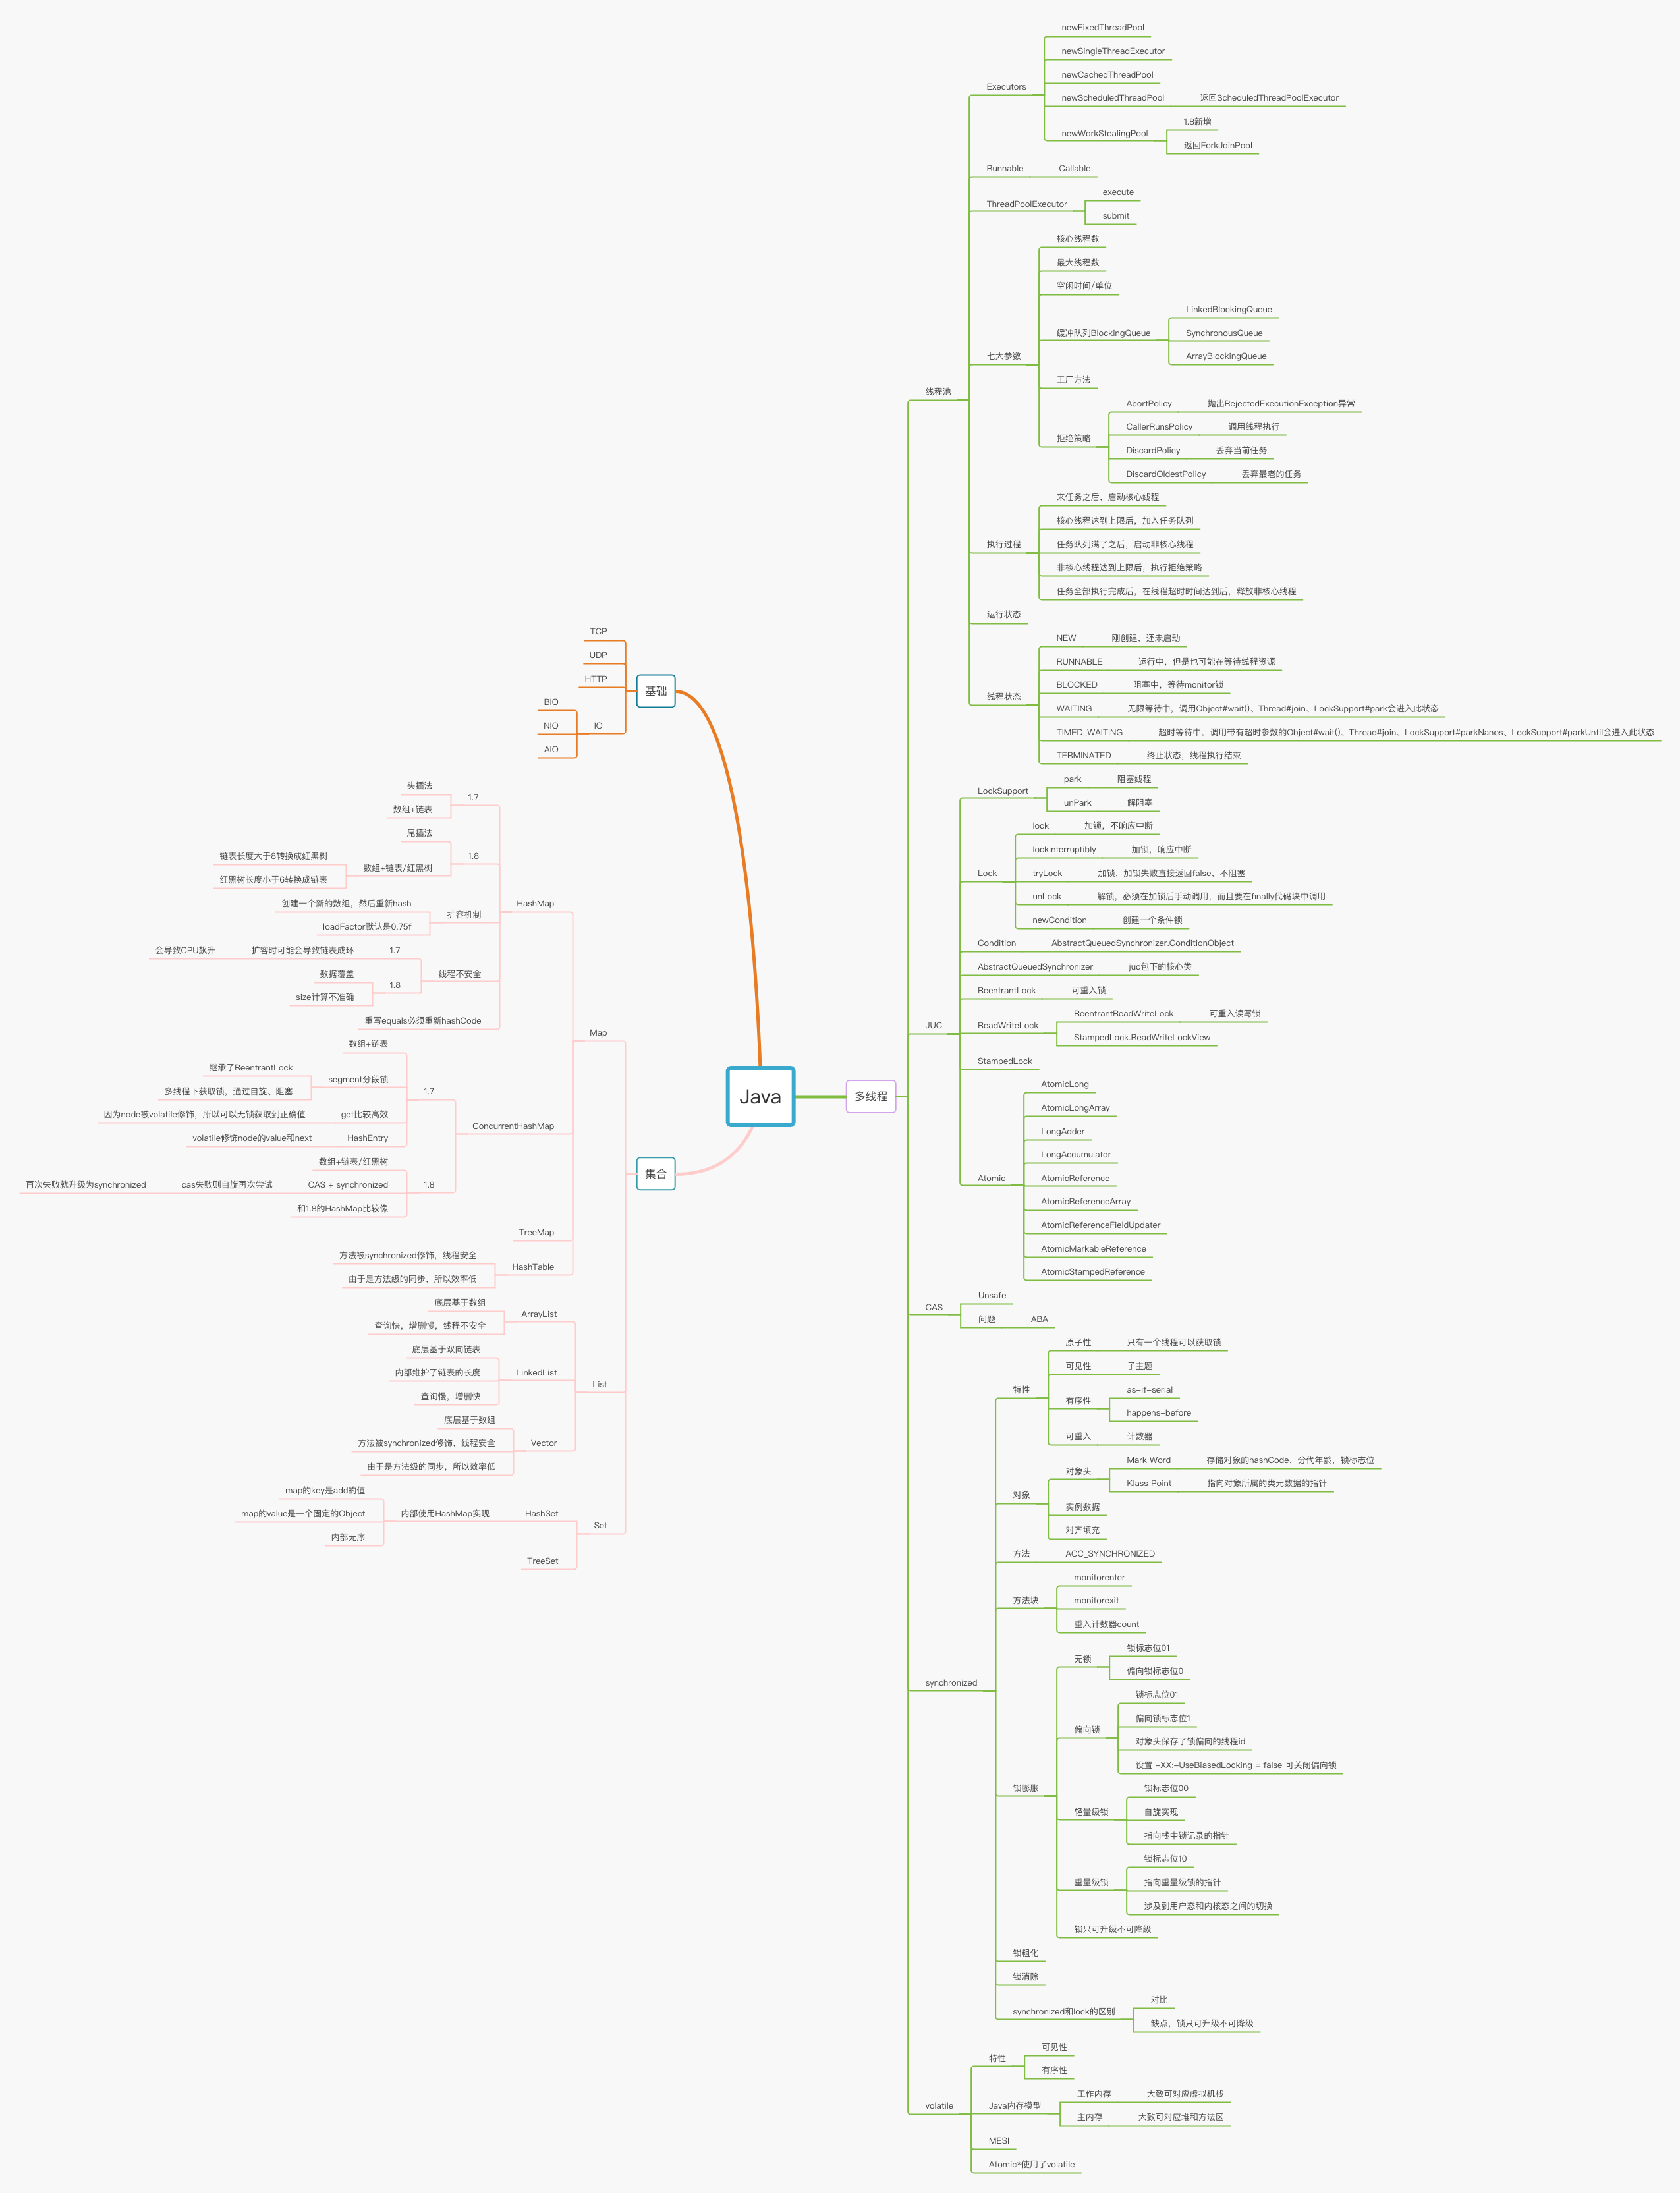 Java
基础
TCP
UDP
HTTP
IO
BIO
NIO
AIO
集合
Map
HashMap
1.7
头插法
数组+链表
1.8
尾插法
数组+链表/红黑树
链表长度大于8转换成红黑树
红黑树长度小于6转换成链表
扩容机制
创建一个新的数组，然后重新hash
loadFactor默认是0.75f
线程不安全
1.7
扩容时可能会导致链表成环
会导致CPU飙升
1.8
数据覆盖
size计算不准确
重写equals必须重新hashCode
ConcurrentHashMap
1.7
数组+链表
segment分段锁
继承了ReentrantLock
多线程下获取锁，通过自旋、阻塞
get比较高效
因为node被volatile修饰，所以可以无锁获取到正确值
HashEntry
volatile修饰node的value和next
1.8
数组+链表/红黑树
CAS + synchronized
cas失败则自旋再次尝试
再次失败就升级为synchronized
和1.8的HashMap比较像
TreeMap
HashTable
方法被synchronized修饰，线程安全
由于是方法级的同步，所以效率低
List
ArrayList
底层基于数组
查询快，增删慢，线程不安全
LinkedList
底层基于双向链表
内部维护了链表的长度
查询慢，增删快
Vector
底层基于数组
方法被synchronized修饰，线程安全
由于是方法级的同步，所以效率低
Set
HashSet
内部使用HashMap实现
map的key是add的值
map的value是一个固定的Object
内部无序
TreeSet
多线程
线程池
Executors
newFixedThreadPool
newSingleThreadExecutor
newCachedThreadPool
newScheduledThreadPool
返回ScheduledThreadPoolExecutor
newWorkStealingPool
1.8新增
返回ForkJoinPool
Runnable
Callable
ThreadPoolExecutor
execute
submit
七大参数
核心线程数
最大线程数
空闲时间/单位
缓冲队列BlockingQueue
LinkedBlockingQueue
SynchronousQueue
ArrayBlockingQueue
工厂方法
拒绝策略
AbortPolicy
抛出RejectedExecutionException异常
CallerRunsPolicy
调用线程执行
DiscardPolicy
丢弃当前任务
DiscardOldestPolicy
丢弃最老的任务
执行过程
来任务之后，启动核心线程
核心线程达到上限后，加入任务队列
任务队列满了之后，启动非核心线程
非核心线程达到上限后，执行拒绝策略
任务全部执行完成后，在线程超时时间达到后，释放非核心线程
运行状态
线程状态
NEW
刚创建，还未启动
RUNNABLE
运行中，但是也可能在等待线程资源
BLOCKED
阻塞中，等待monitor锁
WAITING
无限等待中，调用Object#wait()、Thread#join、LockSupport#park会进入此状态
TIMED_WAITING
超时等待中，调用带有超时参数的Object#wait()、Thread#join、LockSupport#parkNanos、LockSupport#parkUntil会进入此状态
TERMINATED
终止状态，线程执行结束
JUC
LockSupport
park
阻塞线程
unPark
解阻塞
Lock
lock
加锁，不响应中断
lockInterruptibly
加锁，响应中断
tryLock
加锁，加锁失败直接返回false，不阻塞
unLock
解锁，必须在加锁后手动调用，而且要在finally代码块中调用
newCondition
创建一个条件锁
Condition
AbstractQueuedSynchronizer.ConditionObject
AbstractQueuedSynchronizer
juc包下的核心类
ReentrantLock
可重入锁
ReadWriteLock
ReentrantReadWriteLock
可重入读写锁
StampedLock.ReadWriteLockView
StampedLock
Atomic
AtomicLong
AtomicLongArray
LongAdder
LongAccumulator
AtomicReference
AtomicReferenceArray
AtomicReferenceFieldUpdater
AtomicMarkableReference
AtomicStampedReference
CAS
Unsafe
问题
ABA
synchronized
特性
原子性
只有一个线程可以获取锁
可见性
子主题
有序性
as-if-serial
happens-before
可重入
计数器
对象
对象头
Mark Word
存储对象的hashCode，分代年龄，锁标志位
Klass Point
指向对象所属的类元数据的指针
实例数据
对齐填充
方法
ACC_SYNCHRONIZED
方法块
monitorenter
monitorexit
重入计数器count
锁膨胀
无锁
锁标志位01
偏向锁标志位0
偏向锁
锁标志位01
偏向锁标志位1
对象头保存了锁偏向的线程id
设置 -XX:-UseBiasedLocking = false 可关闭偏向锁
轻量级锁
锁标志位00
自旋实现
指向栈中锁记录的指针
重量级锁
锁标志位10
指向重量级锁的指针
涉及到用户态和内核态之间的切换
锁只可升级不可降级
锁粗化
锁消除
synchronized和lock的区别
对比
缺点，锁只可升级不可降级
volatile
特性
可见性
有序性
Java内存模型
工作内存
大致可对应虚拟机栈
主内存
大致可对应堆和方法区
MESI
Atomic*使用了volatile